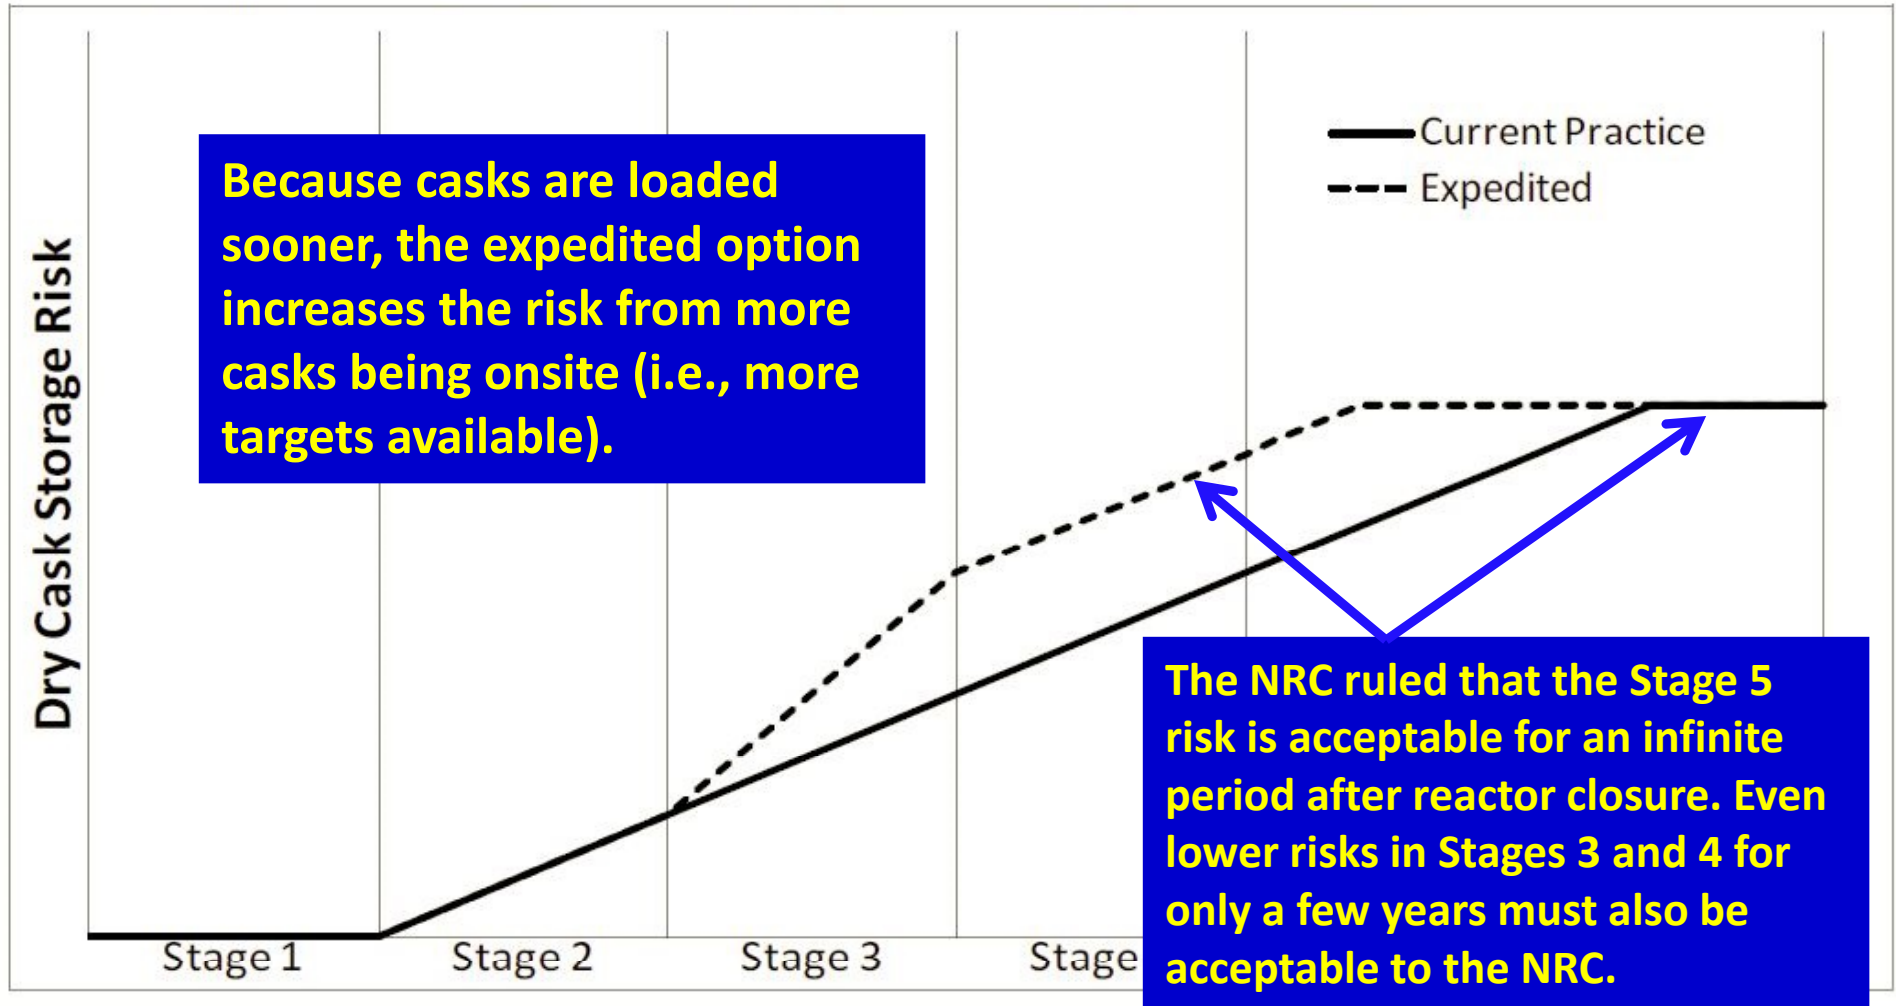 Current Practice
Expedited
Because casks are loaded
sooner, the expedited option
increases the risk from more
casks being onsite (i.e., more
targets available).
Dry Cask Storage Risk
The NRC ruled that the Stage 5
risk is acceptable for an infinite
period after reactor closure. Even
lower risks in Stages 3 and 4 for
only a few years must also be
acceptable to the NRC.
Stage 1
Stage 2
Stage 3
Stage